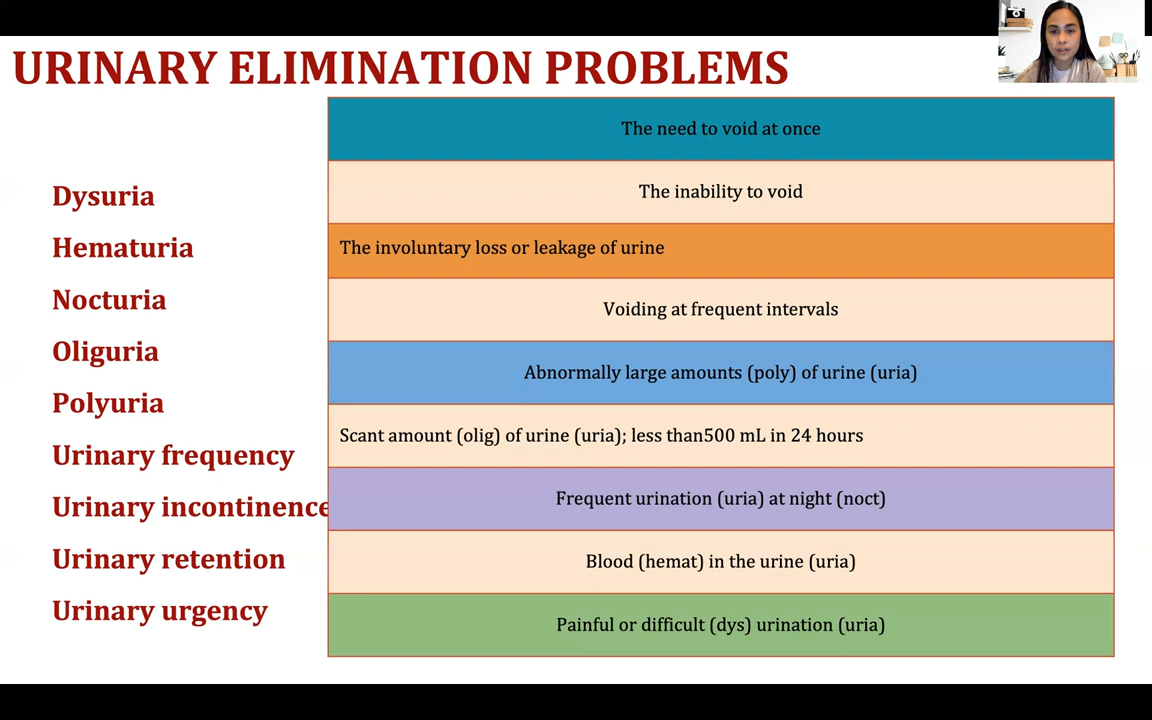 URINARY ELIMINATION PROBLEMS
Dysuria
Hematuria
Nocturia
Oliguria
Polyuria
Urinary frequency
Urinary incontinence
Urinary retention
Urinary urgency
The need to void at once
The inability to void
The involuntary loss or leakage of urine
Voiding at frequent intervals
Abnormally large amounts (poly) of urine (uria)
Scant amount (olig) of urine (uria); less than500 mL in 24 hours
Frequent urination (uria) at night (noct)
Blood (hemat) in the urine (uria)
Painful or difficult (dys) urination (uria)